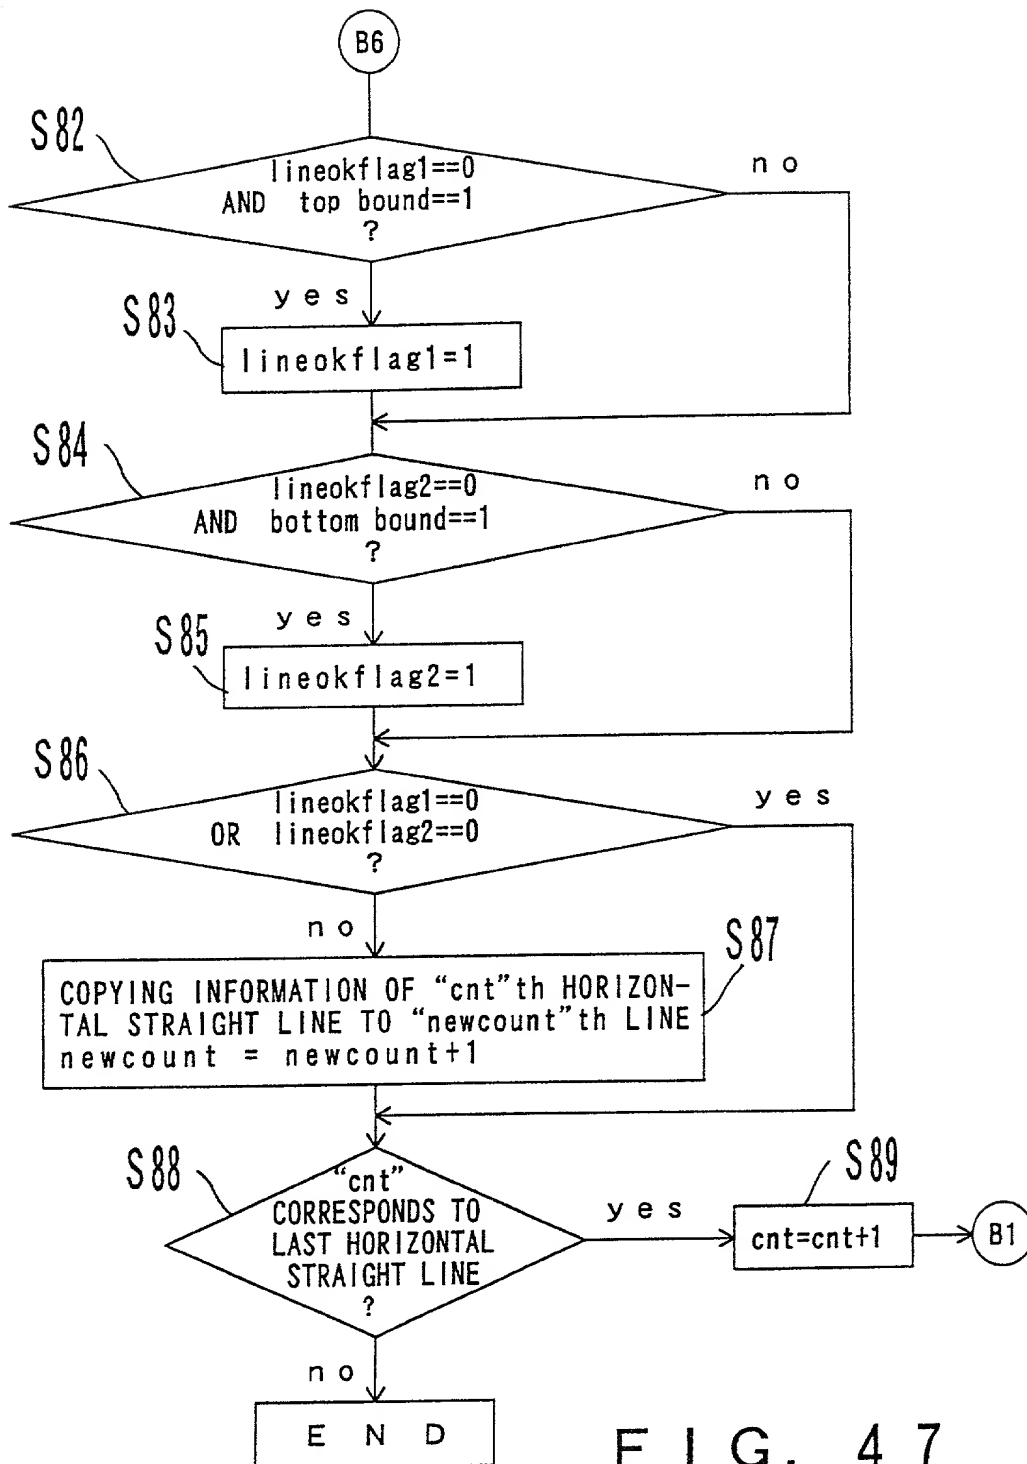 B6
S82
lineokflag1==0
AND top bound==1
?
no
yes
S83
lineokflag1=1
S84
lineokflag2==0
AND bottom bound==1
?
no
yes
S85
lineokflag2=1
S86
lineokflag1==0
OR lineokflag2==0
?
yes
no
S87
COPYING INFORMATION OF “cnt”th HORIZON-
TAL STRAIGHT LINE TO “newcount”th LINE
newcount = newcount+1
S88
“cnt”
CORRESPONDS TO
LAST HORIZONTAL
STRAIGHT LINE
?
yes
S89
cnt=cnt+1
B1
no
END
FIG. 47